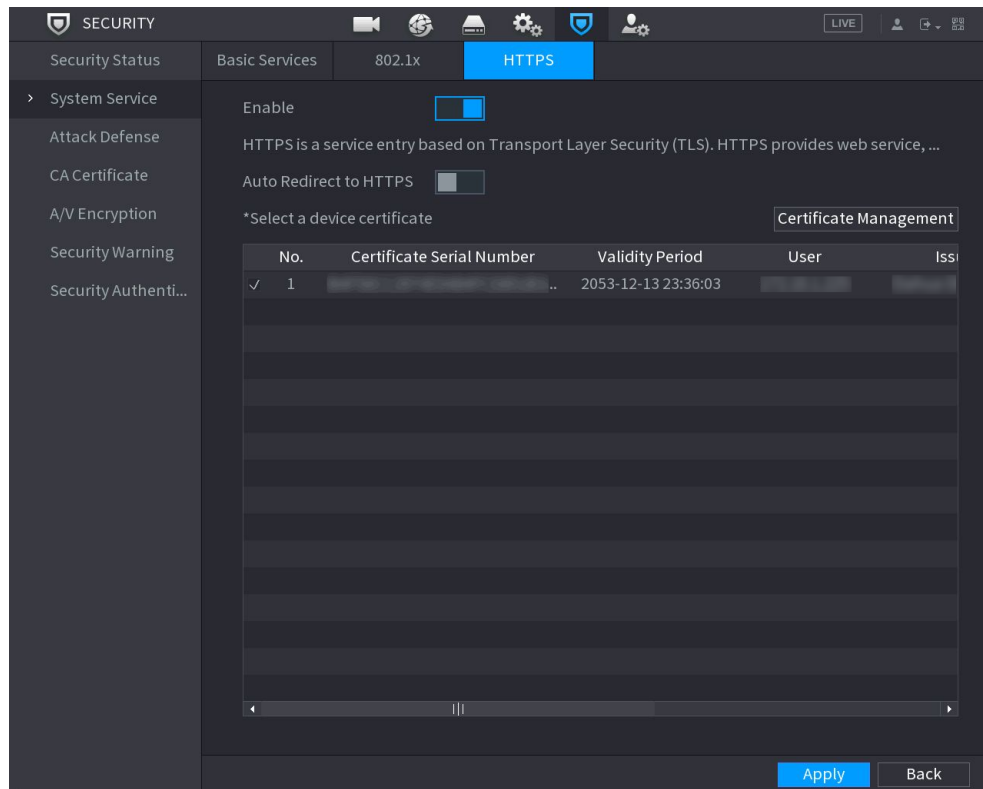 SECURITY
LIVE
Security Status
Basic Services
802.1x
HTTPS
System Service
Enable
Attack Defense
HTTPS is a service entry based on Transport Layer Security (TLS). HTTPS provides web service, ...
CA Certificate
Auto Redirect to HTTPS
A/V Encryption
*Select a device certificate
Certificate Management
Security Warning
No. Certificate Serial Number Validity Period User Iss
Security Authenti...
1 .. 2053-12-13 23:36:03
Apply
Back